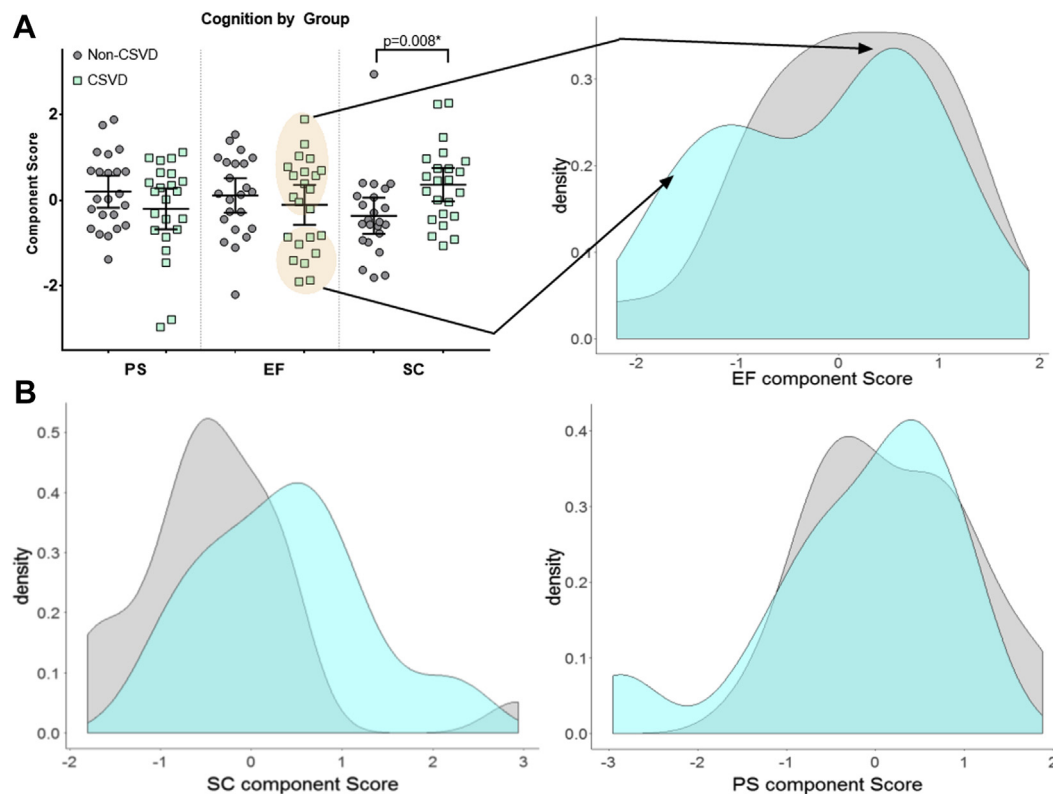 A
Cognition by Group
Non-CSVD
CSVD
p=0.008*
Component Score
2
0
-2
PS
EF
SC
density
0.3
0.2
0.1
0.0
-2
-1
0
1
2
EF component Score
B
density
0.5
0.4
0.3
0.2
0.1
0.0
-2
-1
0
1
2
3
SC component Score
density
0.4
0.3
0.2
0.1
0.0
-3
-2
-1
0
1
2
PS component Score